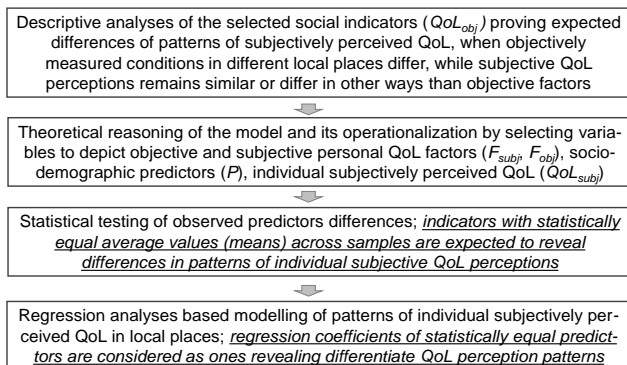 Descriptive analyses of the selected social indicators (QoLobj) proving expected
differences of patterns of subjectively perceived QoL, when objectively
measured conditions in different local places differ, while subjective QoL
perceptions remains similar or differ in other ways than objective factors
Theoretical reasoning of the model and its operationalization by selecting varia-
bles to depict objective and subjective personal QoL factors (Fsubj, Fobj), socio-
demographic predictors (P), individual subjectively perceived QoL (QoLsubj)
Statistical testing of observed predictors differences; indicators with statistically
equal average values (means) across samples are expected to reveal
differences in patterns of individual subjective QoL perceptions
Regression analyses based modelling of patterns of individual subjectively per-
ceived QoL in local places; regression coefficients of statistically equal predict-
tors are considered as ones revealing differentiate QoL perception patterns